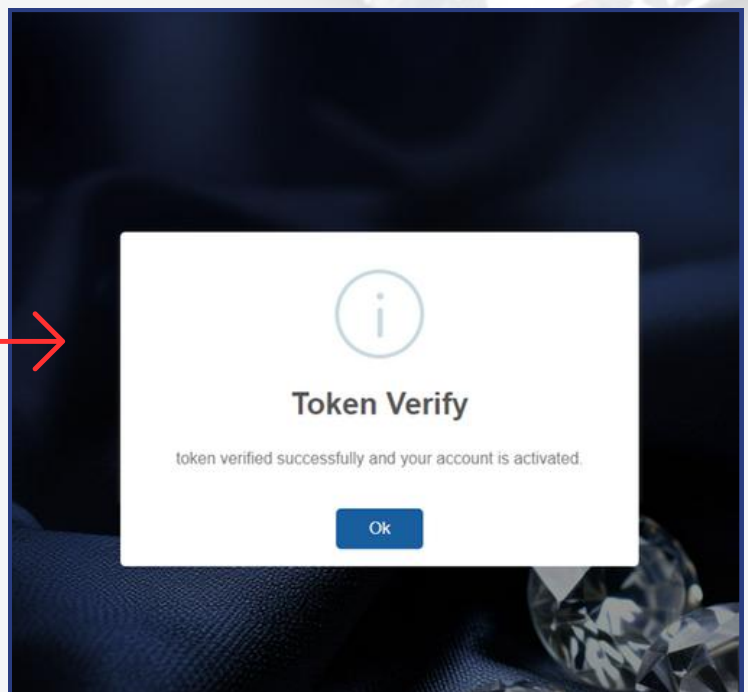 Token Verify
token verified successfully and your account is activated.
Ok